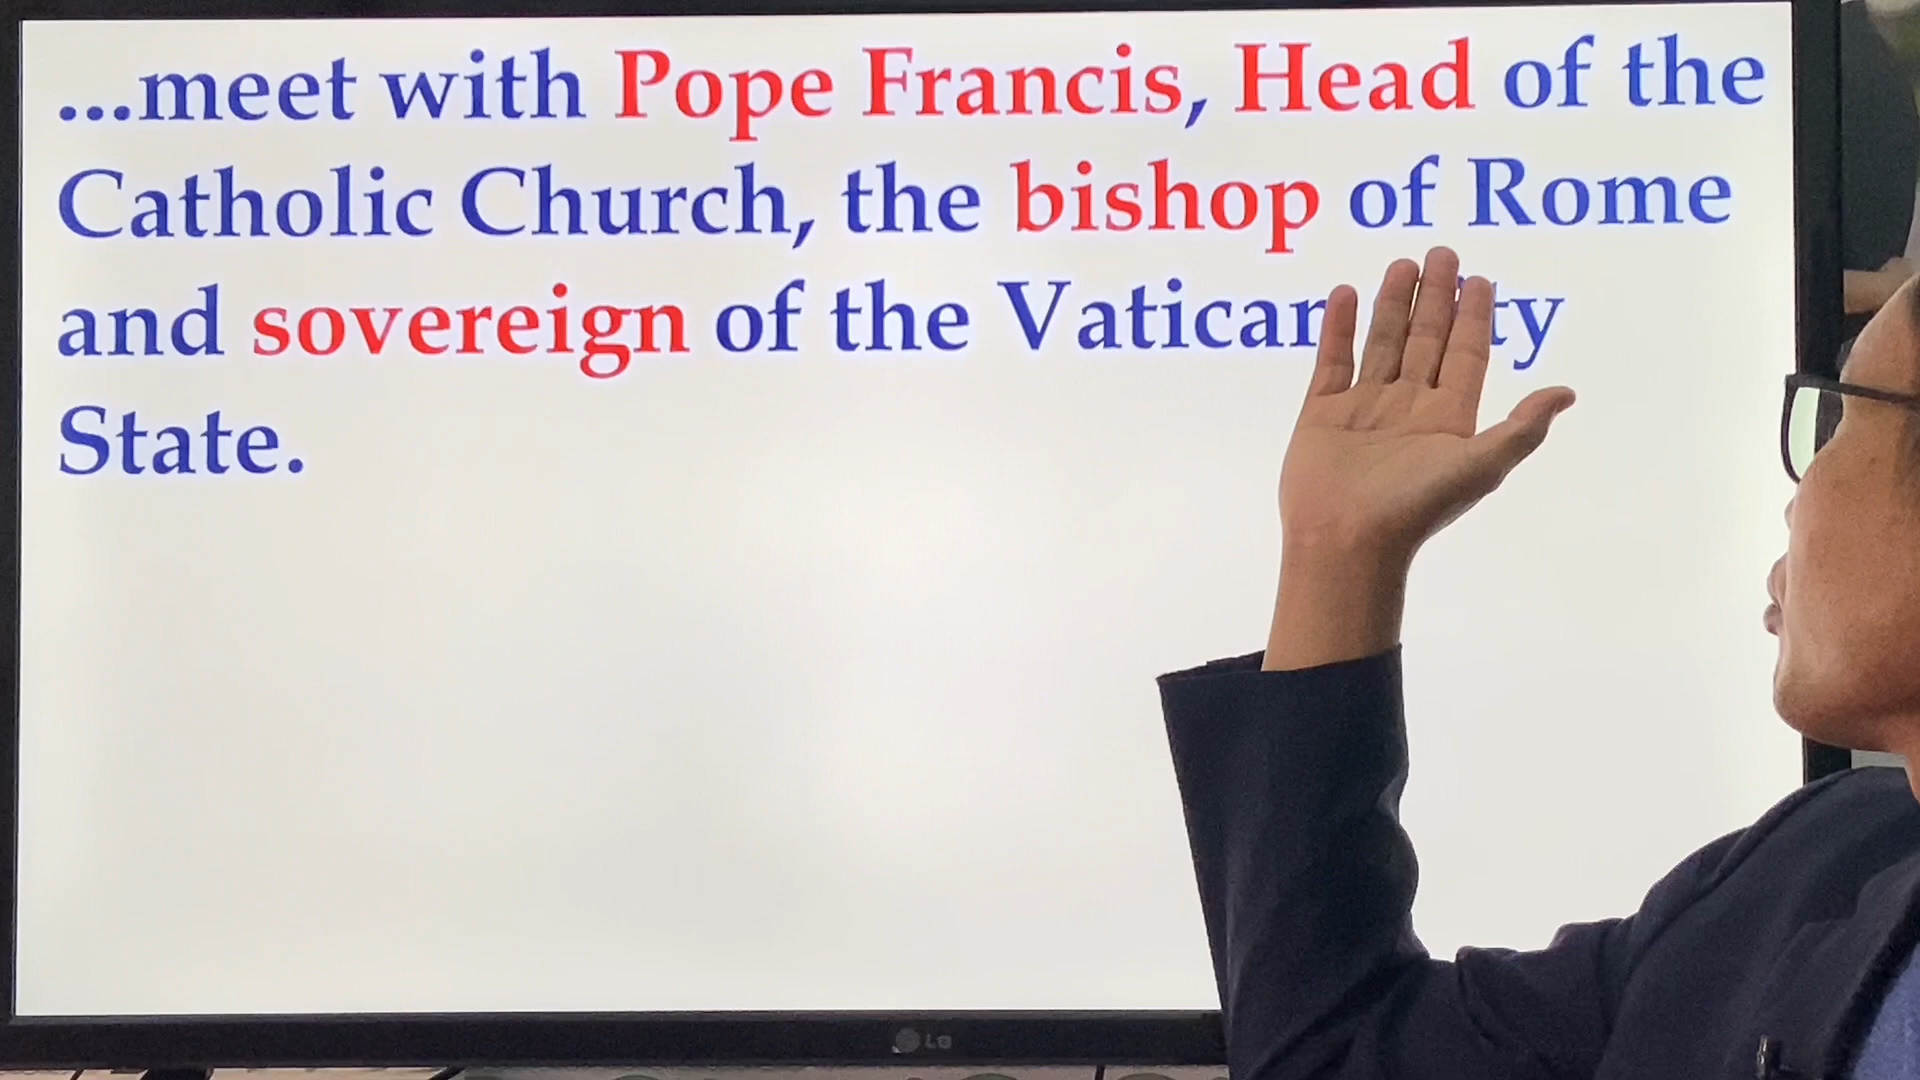 ...meet with Pope Francis, Head of the
Catholic Church, the bishop of Rome
and sovereign of the Vatican
State.
LG